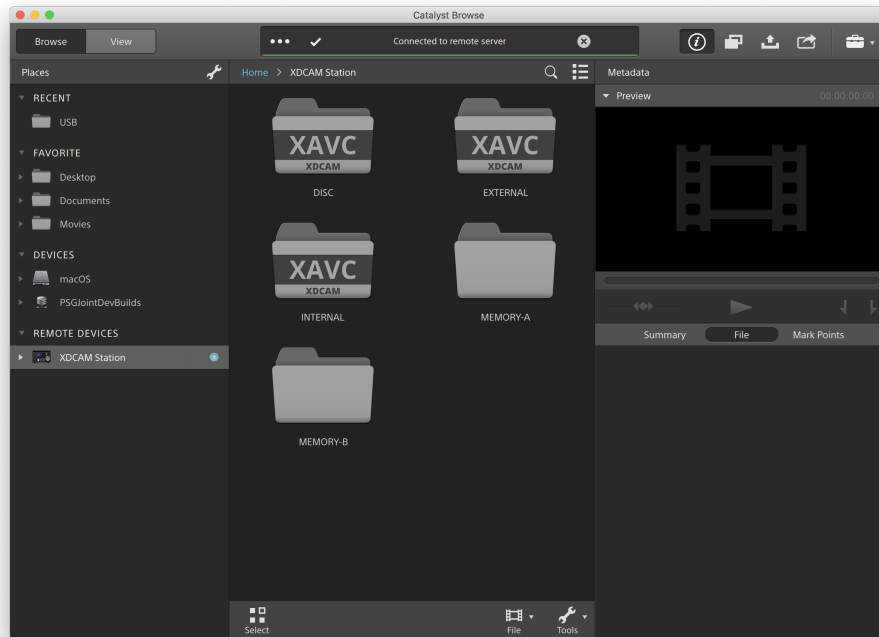 Catalyst Browse
Browse
View
Connected to remote server
Places
Home > XDCAM Station
Metadata
RECENT
USB
FAVORITE
Desktop
Documents
Movies
DEVICES
macOS
PSGJointDevBuilds
REMOTE DEVICES
XDCAM Station
XAVC
XDCAM
DISC
XAVC
XDCAM
EXTERNAL
XAVC
XDCAM
INTERNAL
MEMORY-A
MEMORY-B
Select
File
Tools
Preview
00:00:00:00
Summary
File
Mark Points